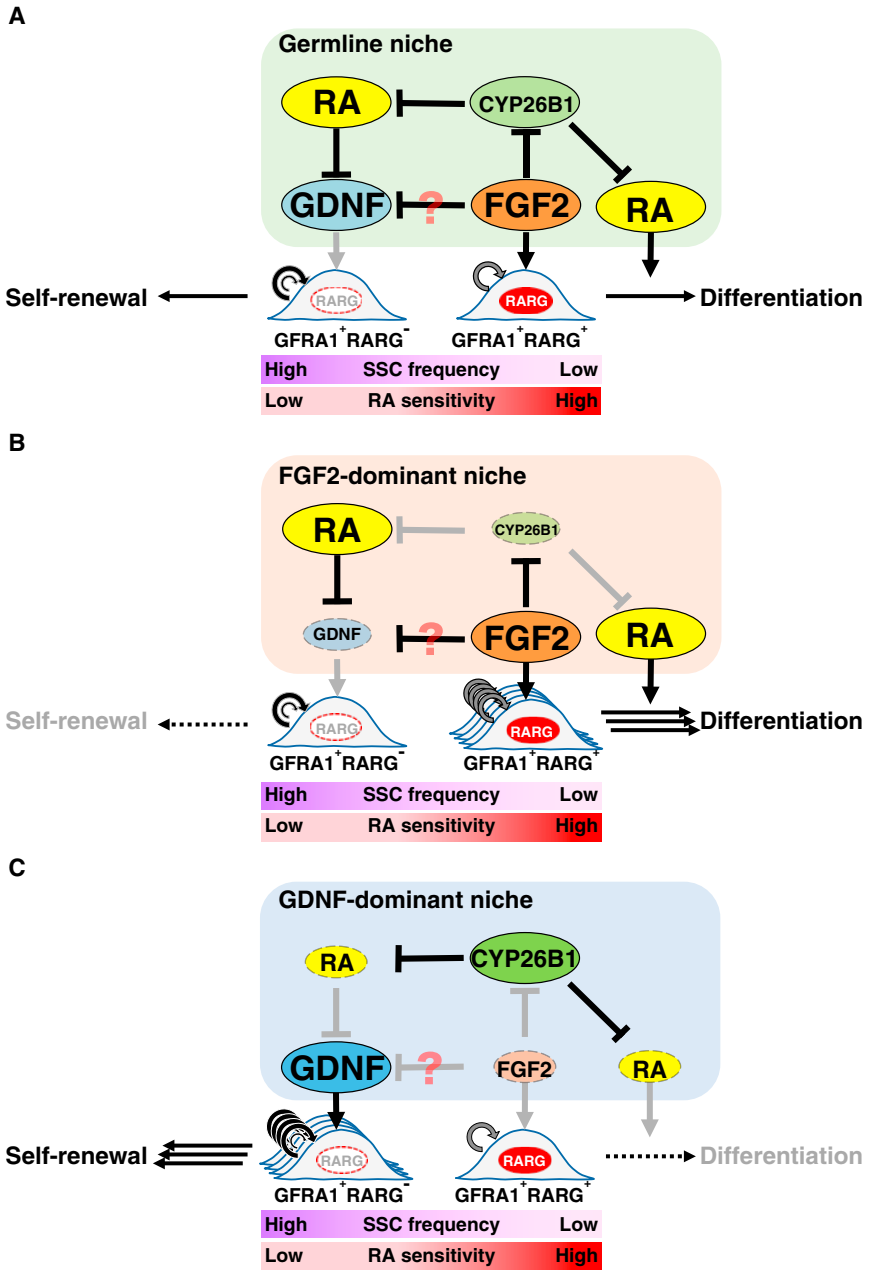 A
Germline niche
RA
CYP26B1
GDNF
?
FGF2
RA
Self-renewal
RARG
RARG
Differentiation
GFRA1+RARG-
GFRA1+RARG+
High SSC frequency Low
Low RA sensitivity High
B
FGF2-dominant niche
RA
CYP26B1
GDNF
?
FGF2
RA
Self-renewal
RARG
RARG
Differentiation
GFRA1+RARG-
GFRA1+RARG+
High SSC frequency Low
Low RA sensitivity High
C
GDNF-dominant niche
RA
CYP26B1
GDNF
?
FGF2
RA
Self-renewal
RARG
RARG
Differentiation
GFRA1+RARG-
GFRA1+RARG+
High SSC frequency Low
Low RA sensitivity High